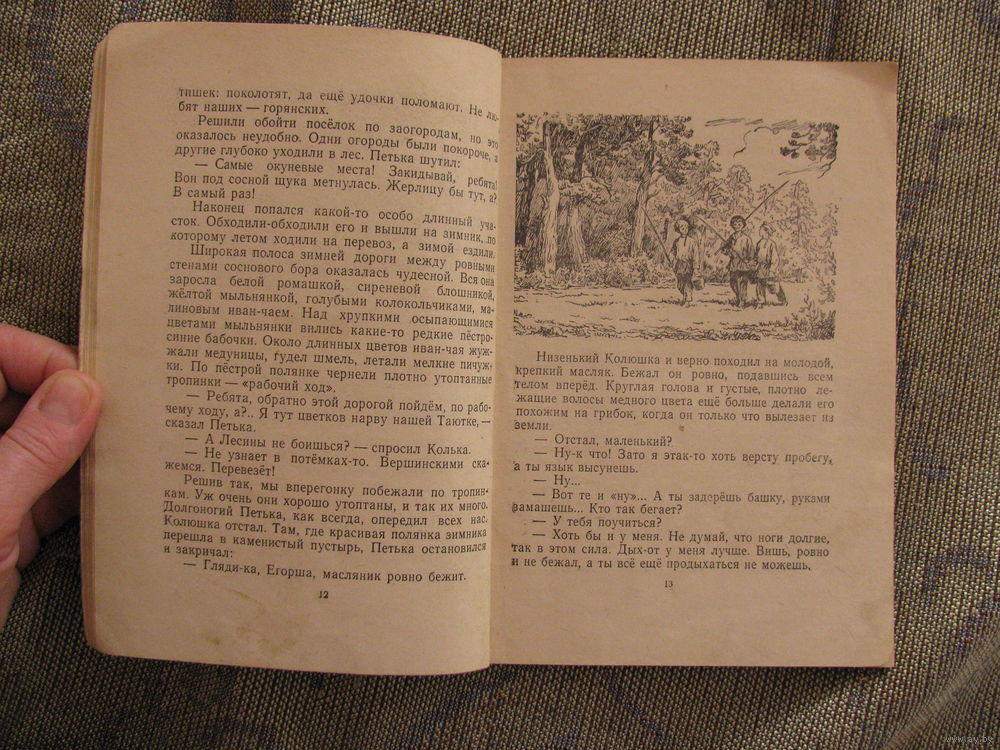 тишек: поколотят, да ещё удочки поломают. Не лю-
бят наших — горянских.
Решили обойти посёлок по заогородам, но это
оказалось неудобно. Одни огороды были покороче, а
другие глубоко уходили в лес. Петька шутил:
— Самые окуневые места! Закидывай, ребята!
Вон под сосной щука метнулась. Жерлицу бы тут, а?
В самый раз!
Наконец попался какой-то особо длинный уча-
сток. Обходили-обходили его и вышли на зимник, по
которому летом ходили на перевоз, а зимой ездили.
Широкая полоса зимней дороги между ровными
стенами соснового бора оказалась чудесной. Вся она
заросла белой ромашкой, сиреневой блошникой,
жёлтой мыльнянкой, голубыми колокольчиками, ма-
линовым иван-чаем. Над хрупкими осыпающимися
цветами мыльнянки вились какие-то редкие пёстро-
синие бабочки. Около длинных цветов иван-чая жуж-
жали медуницы, гудел шмель, летали мелкие пичуж-
ки. По пёстрой полянке чернели плотно утоптанные
тропинки — «рабочий ход».
— Ребята, обратно этой дорогой пойдём, по рабо-
чему ходу, а?.. Я тут цветков нарву нашей Таютке, —
сказал Петька.
— А Лесины не боишься? — спросил Колька.
— Не узнает в потёмках-то. Вершинскими ска-
жемся. Перевезёт!
Решив так, мы вперегонку побежали по тропин-
кам. Уж очень они хорошо утоптаны, и так их много.
Долгоногий Петька, как всегда, опередил всех нас.
Колюшка отстал. Там, где красивая полянка зимника
перешла в каменистый пустырь, Петька остановился
и закричал:
— Гляди-ка, Егорша, масляник ровно бежит.
12
Низенький Колюшка и верно походил на молодой,
крепкий масляк. Бежал он ровно, подавшись всем
телом вперёд. Круглая голова и густые, плотно ле-
жащие волосы медного цвета ещё больше делали его
похожим на грибок, когда он только что вылезает из
земли.
— Отстал, маленький?
— Ну-к что! Зато я этак-то хоть версту пробегу,
а ты язык высунешь.
— Ну...
— Вот те и «ну»... А ты задерёшь башку, руками
замашешь... Кто так бегает?
— У тебя поучиться?
— Хоть бы и у меня. Не думай, что ноги долгие,
так в этом сила. Дых-от у меня лучше. Вишь, ровно
и не бежал, а ты всё ещё продыхаться не можешь.
13
www.ay.by